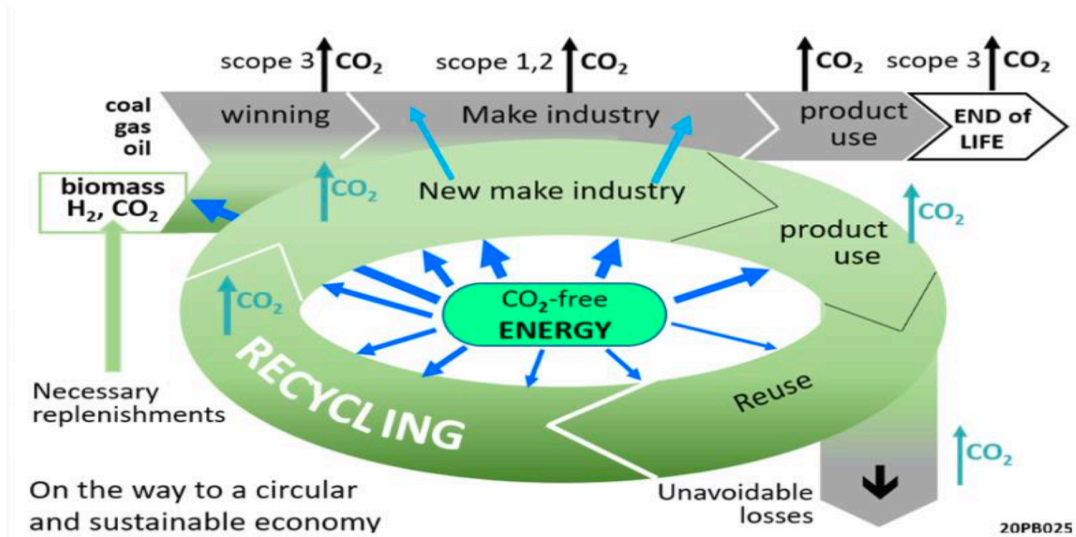 scope 3 CO₂
scope 1,2 CO₂
CO₂
scope 3 CO₂
coal
gas
oil
winning
Make industry
product
use
END of
LIFE
biomass
H₂, CO₂
CO₂
New make industry
CO₂
product
use
CO₂
CO₂-free
ENERGY
RECYCLING
Reuse
Necessary
replenishments
CO₂
Unavoidable
losses
On the way to a circular
and sustainable economy
20PB025